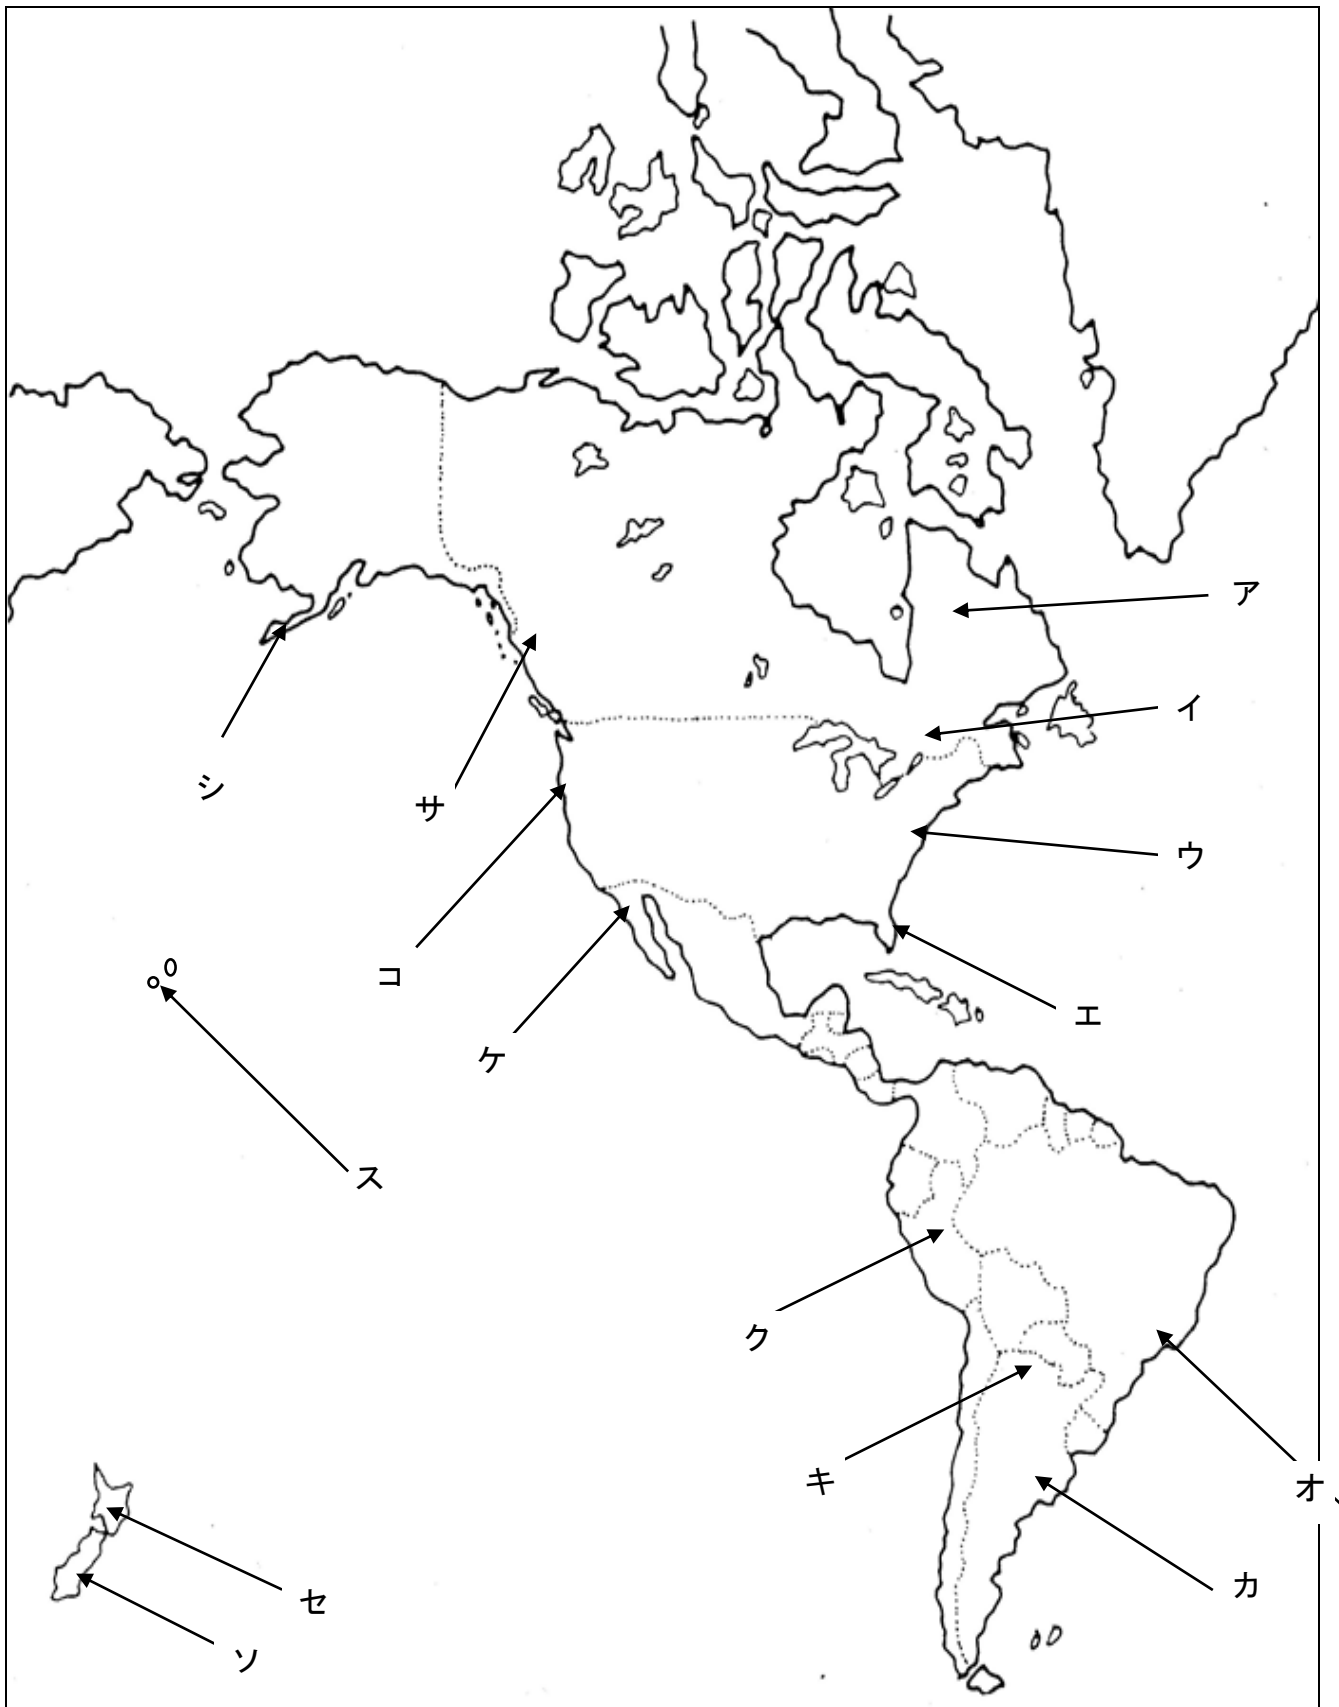 ア
イ
シ
サ
ウ
コ
エ
ケ
ス
ク
キ
オ
カ
セ
ソ